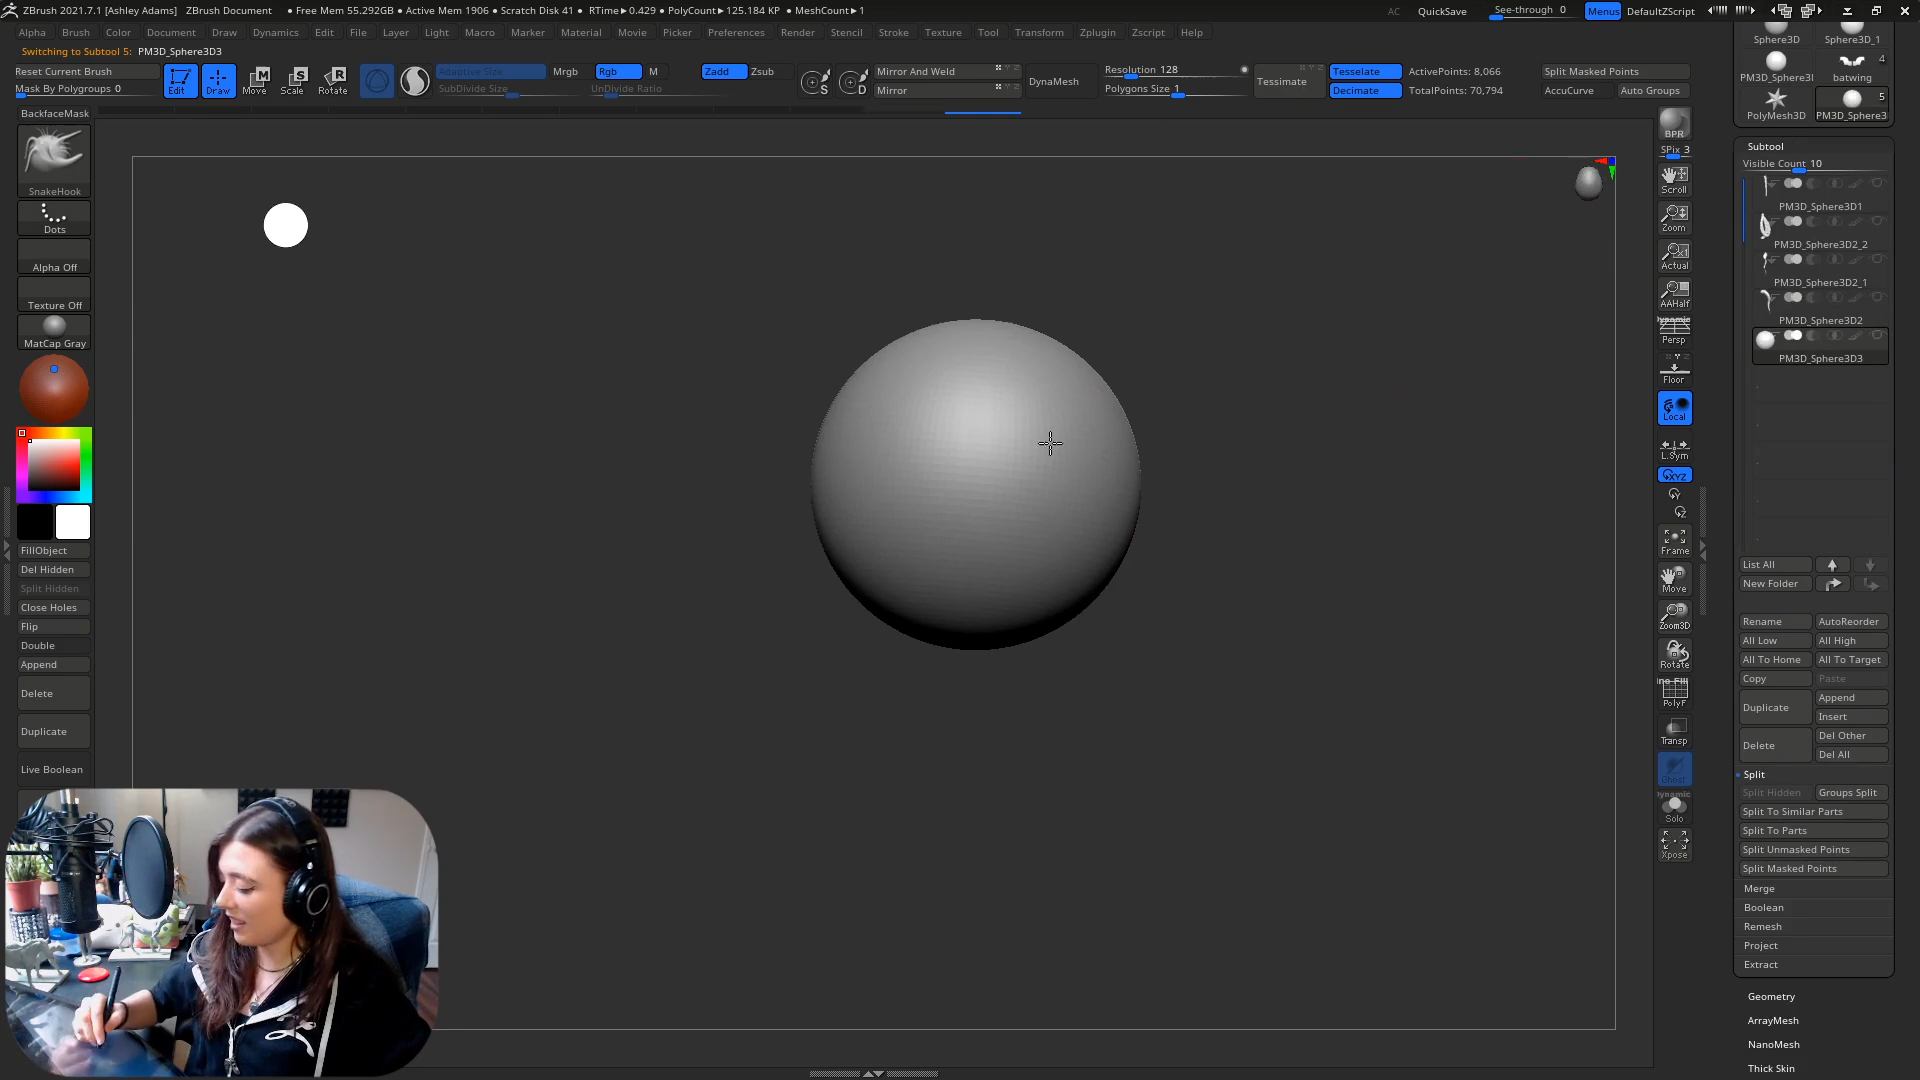 ZBrush 2021.7.1 [Ashley Adams] ZBrush Document • Free Mem 55.292GB • Active Mem 1906 • Scratch Disk 41 • RTime▶0.429 • PolyCount▶125.184 KP • MeshCount▶1 AC QuickSave See-through 0 Menus DefaultZScript
Alpha Brush Color Document Draw Dynamics Edit File Layer Light Macro Marker Material Movie Picker Preferences Render Stencil Stroke Texture Tool Transform Zplugin Zscript Help
Switching to Subtool 5: PM3D_Sphere3D3
Reset Current Brush
Mask By Polygroups 0
Edit Draw Move Scale Rotate
Adaptive Size
SubDivide Size
Mrgb Rgb M
UnDivide Ratio
Zadd Zsub
S D
Mirror And Weld
Mirror
DynaMesh
Resolution 128
Polygons Size 1
Tessimate
Tesselate
Decimate
ActivePoints: 8,066
TotalPoints: 70,794
Split Masked Points
AccuCurve Auto Groups
BackfaceMask
SnakeHook
Dots
Alpha Off
Texture Off
MatCap Gray
FillObject
Del Hidden
Split Hidden
Close Holes
Flip
Double
Append
Delete
Duplicate
Live Boolean
BPR
SPix 3
Scroll
Zoom
Actual
AAHalf
Dynamic
Persp
Floor
Local
L.Sym
XYZ
Y
Z
Frame
Move
Zoom3D
Rotate
PolyF
Transp
Ghost
Dynamic
Solo
Xpose
Sphere3D Sphere3D_1
4
PM3D_Sphere3I batwing
5
PolyMesh3D PM3D_Sphere3
Subtool
Visible Count 10
PM3D_Sphere3D1
PM3D_Sphere3D2_2
PM3D_Sphere3D2_1
PM3D_Sphere3D2
PM3D_Sphere3D3
List All
New Folder
Rename AutoReorder
All Low All High
All To Home All To Target
Copy Paste
Duplicate Append
Insert
Delete Del Other
Del All
Split
Split Hidden Groups Split
Split To Similar Parts
Split To Parts
Split Unmasked Points
Split Masked Points
Merge
Boolean
Remesh
Project
Extract
Geometry
ArrayMesh
NanoMesh
Thick Skin